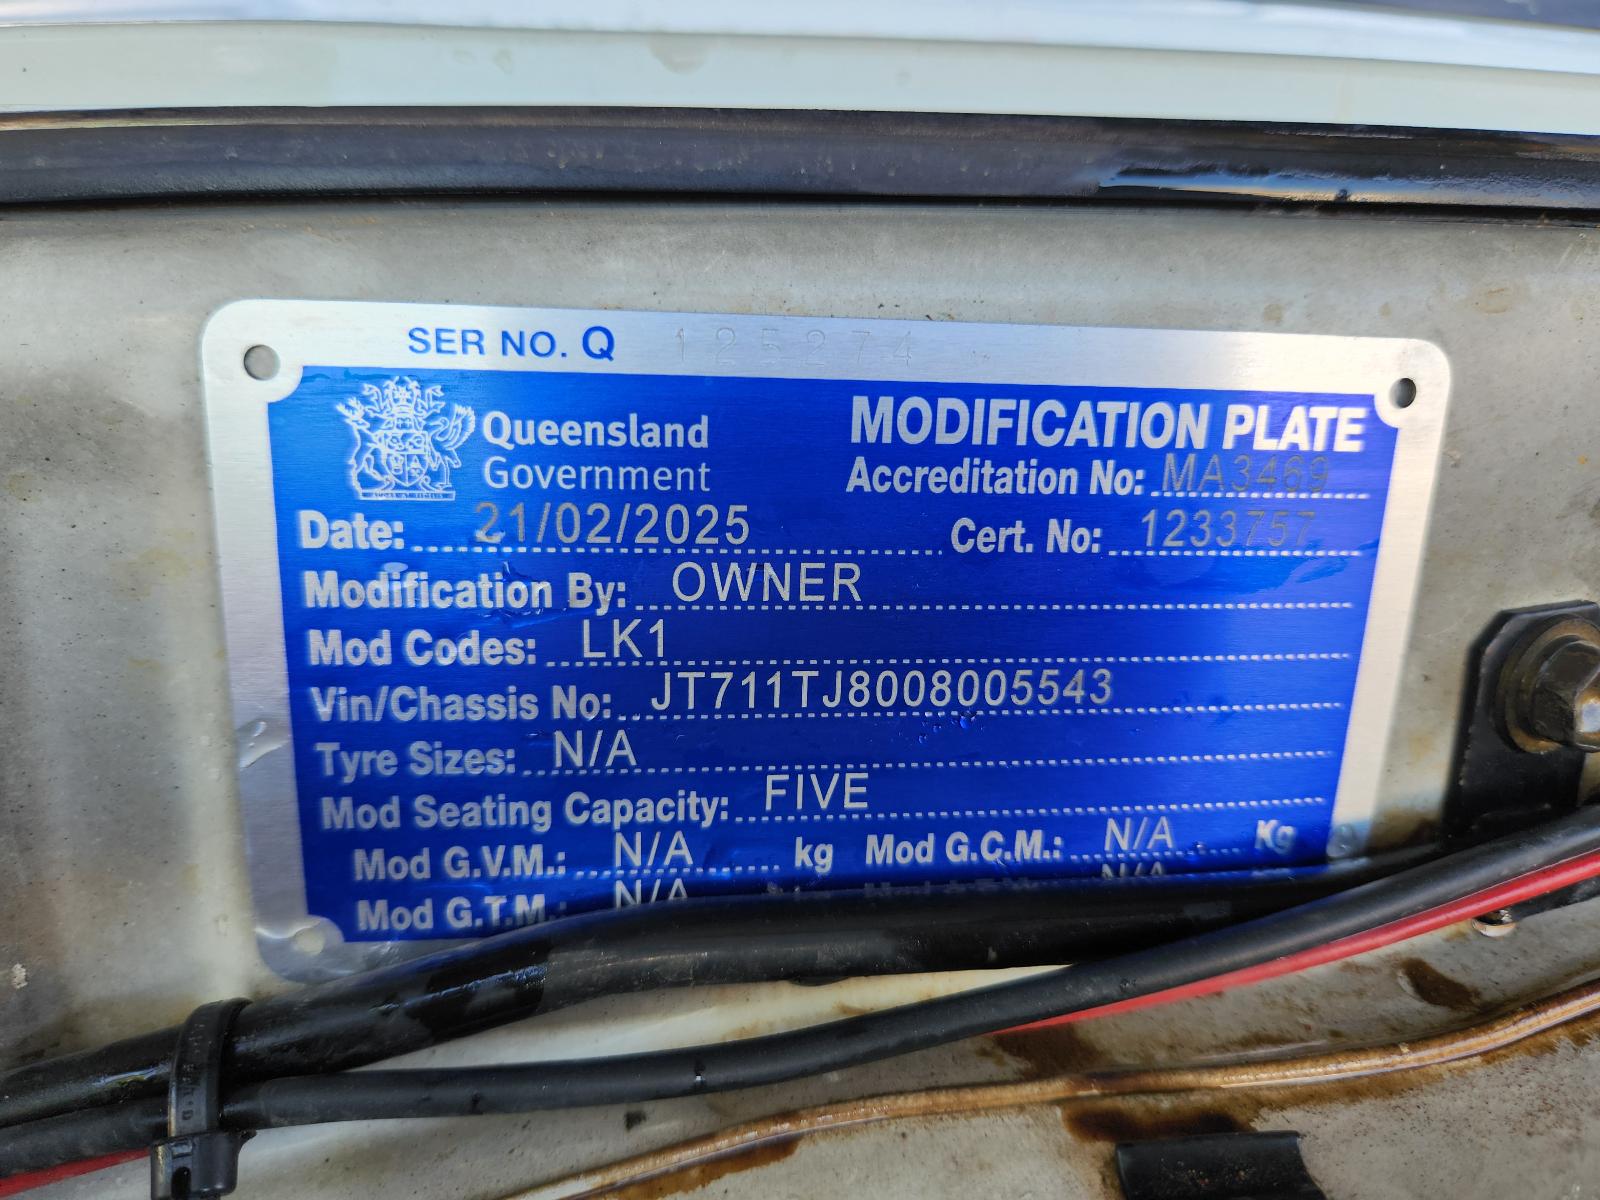 SER NO. Q 125274
Queensland
Government
MODIFICATION PLATE
Accreditation No: MA3469
Date: 21/02/2025 Cert. No: 1233757
Modification By: OWNER
Mod Codes: LK1
Vin/Chassis No: JT711TJ8008005543
Tyre Sizes: N/A
Mod Seating Capacity: FIVE
Mod G.V.M.: N/A kg Mod G.C.M.: N/A Kg
Mod G.T.M.: N/A N/A